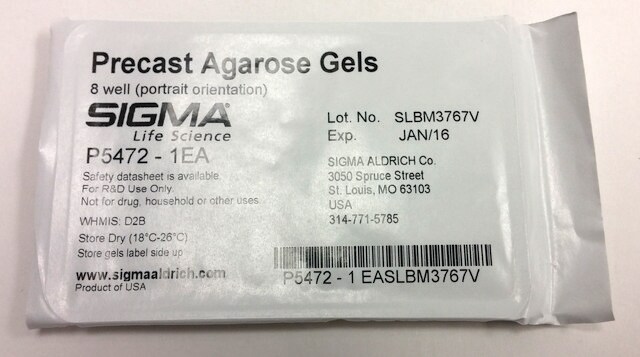 Precast Agarose Gels
8 well (portrait orientation)
SIGMA
Life Science
P5472 - 1EA
Safety datasheet is available.
For R&D Use Only.
Not for drug, household or other uses.
WHMIS: D2B
Store Dry (18°C-26°C)
Store gels label side up
www.sigmaaldrich.com
Product of USA
Lot. No. SLBM3767V
Exp. JAN/16
SIGMA ALDRICH Co.
3050 Spruce Street
St. Louis, MO 63103
USA
314-771-5785
P5472 - 1 EASLBM3767V